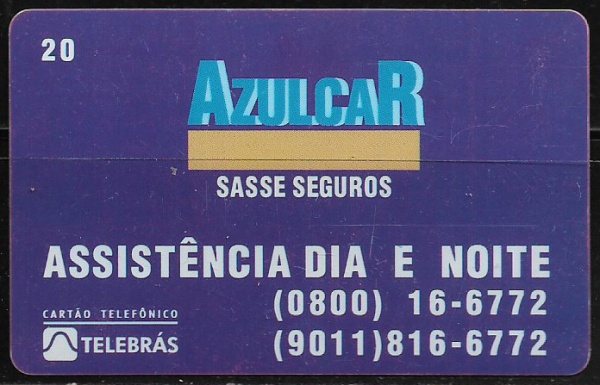 20
AZULCAR
SASSE SEGUROS
ASSISTÊNCIA DIA E NOITE
(0800) 16-6772
(9011)816-6772
CARTÃO TELEFÔNICO
TELEBRÁS